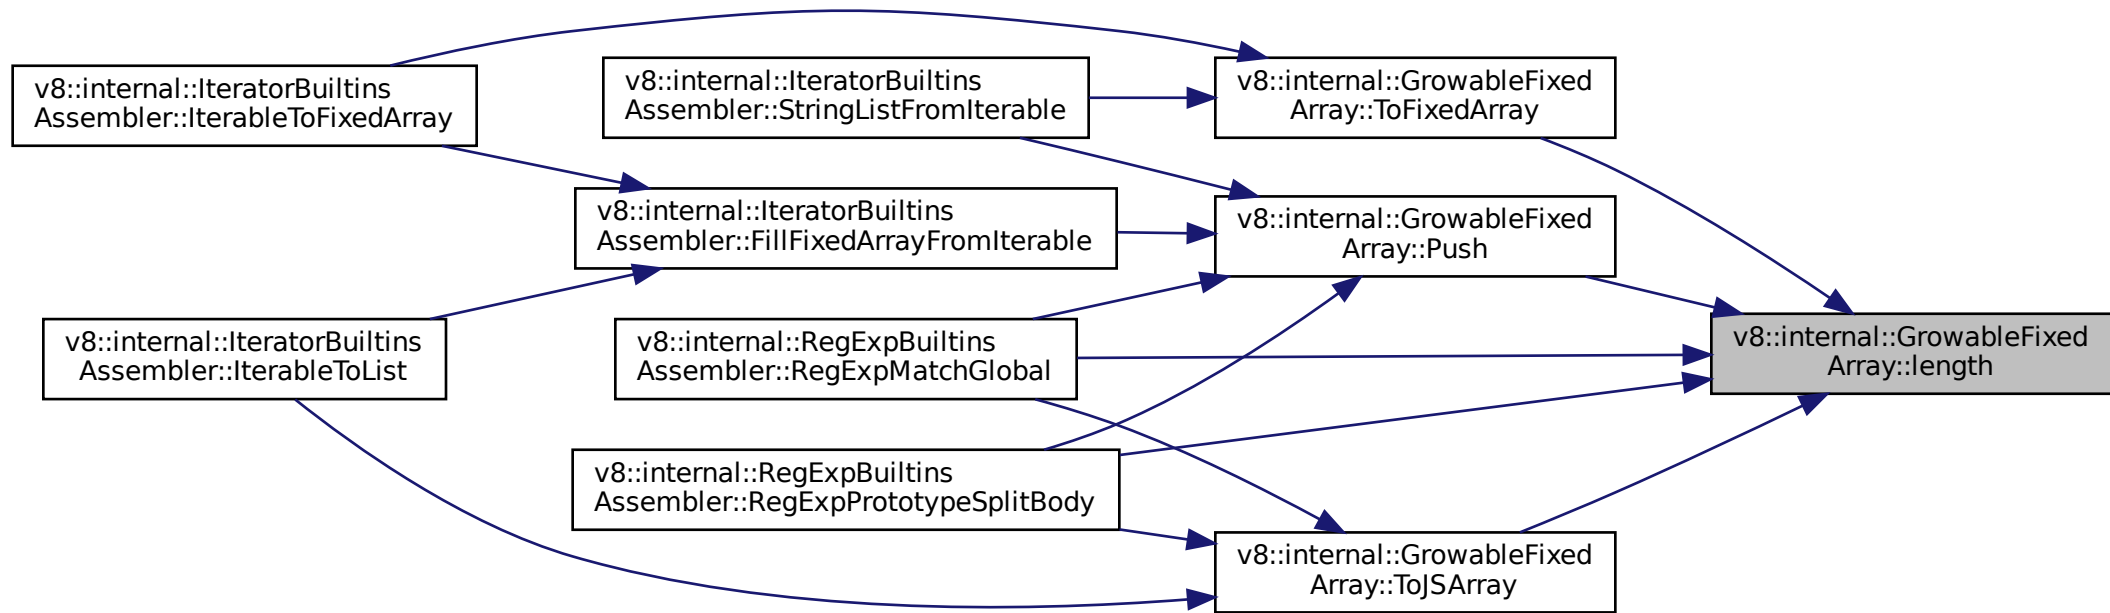 v8::internal::IteratorBuiltins
Assembler::IterableToFixedArray
v8::internal::IteratorBuiltins
Assembler::StringListFromIterable
v8::internal::GrowableFixed
Array::ToFixedArray
v8::internal::IteratorBuiltins
Assembler::FillFixedArrayFromIterable
v8::internal::GrowableFixed
Array::Push
v8::internal::IteratorBuiltins
Assembler::IterableToList
v8::internal::RegExpBuiltins
Assembler::RegExpMatchGlobal
v8::internal::GrowableFixed
Array::length
v8::internal::RegExpBuiltins
Assembler::RegExpPrototypeSplitBody
v8::internal::GrowableFixed
Array::ToJSArray